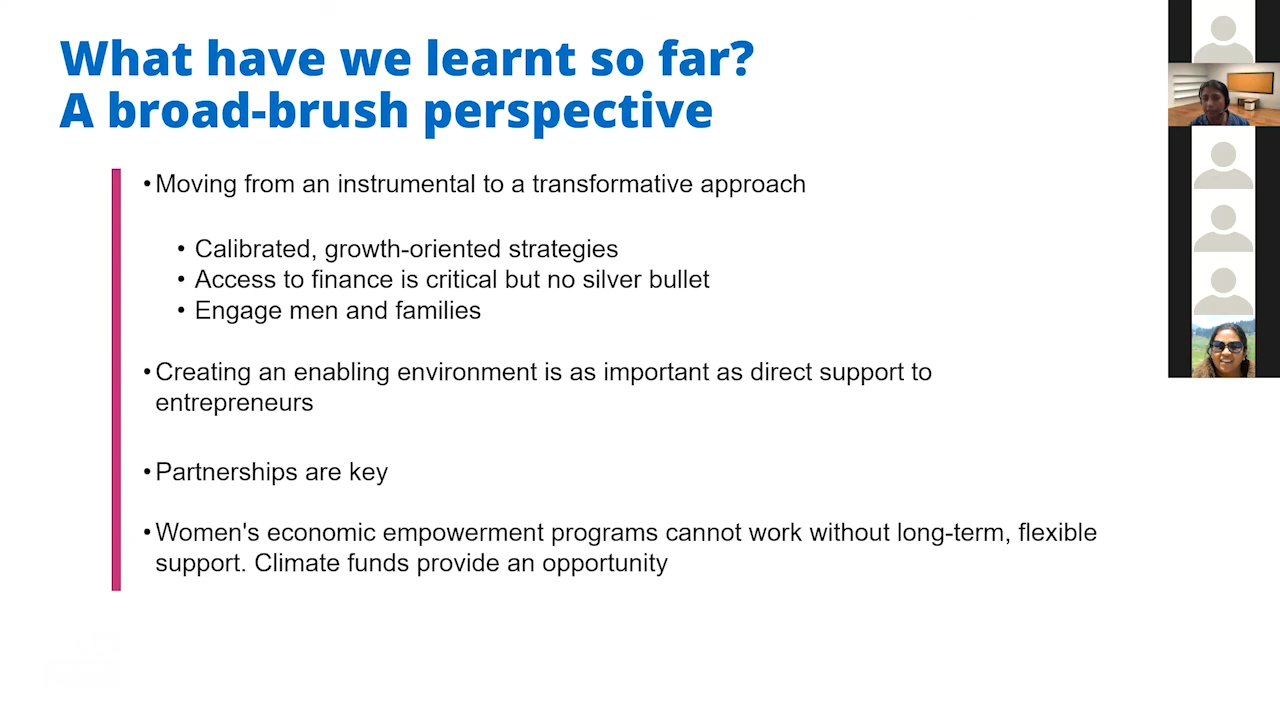 What have we learnt so far?
A broad-brush perspective
• Moving from an instrumental to a transformative approach
• Calibrated, growth-oriented strategies
• Access to finance is critical but no silver bullet
• Engage men and families
• Creating an enabling environment is as important as direct support to
entrepreneurs
• Partnerships are key
• Women's economic empowerment programs cannot work without long-term, flexible
support. Climate funds provide an opportunity